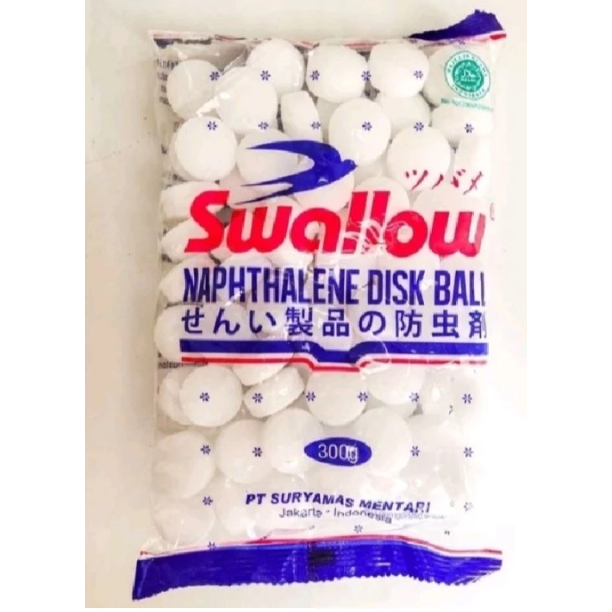 ツバメ
Swallow
NAPHTHALENE DISK BALL
せんい製品の防虫剤
300g
PT SURYAMAS MENTARI
Jakarta - Indonesia